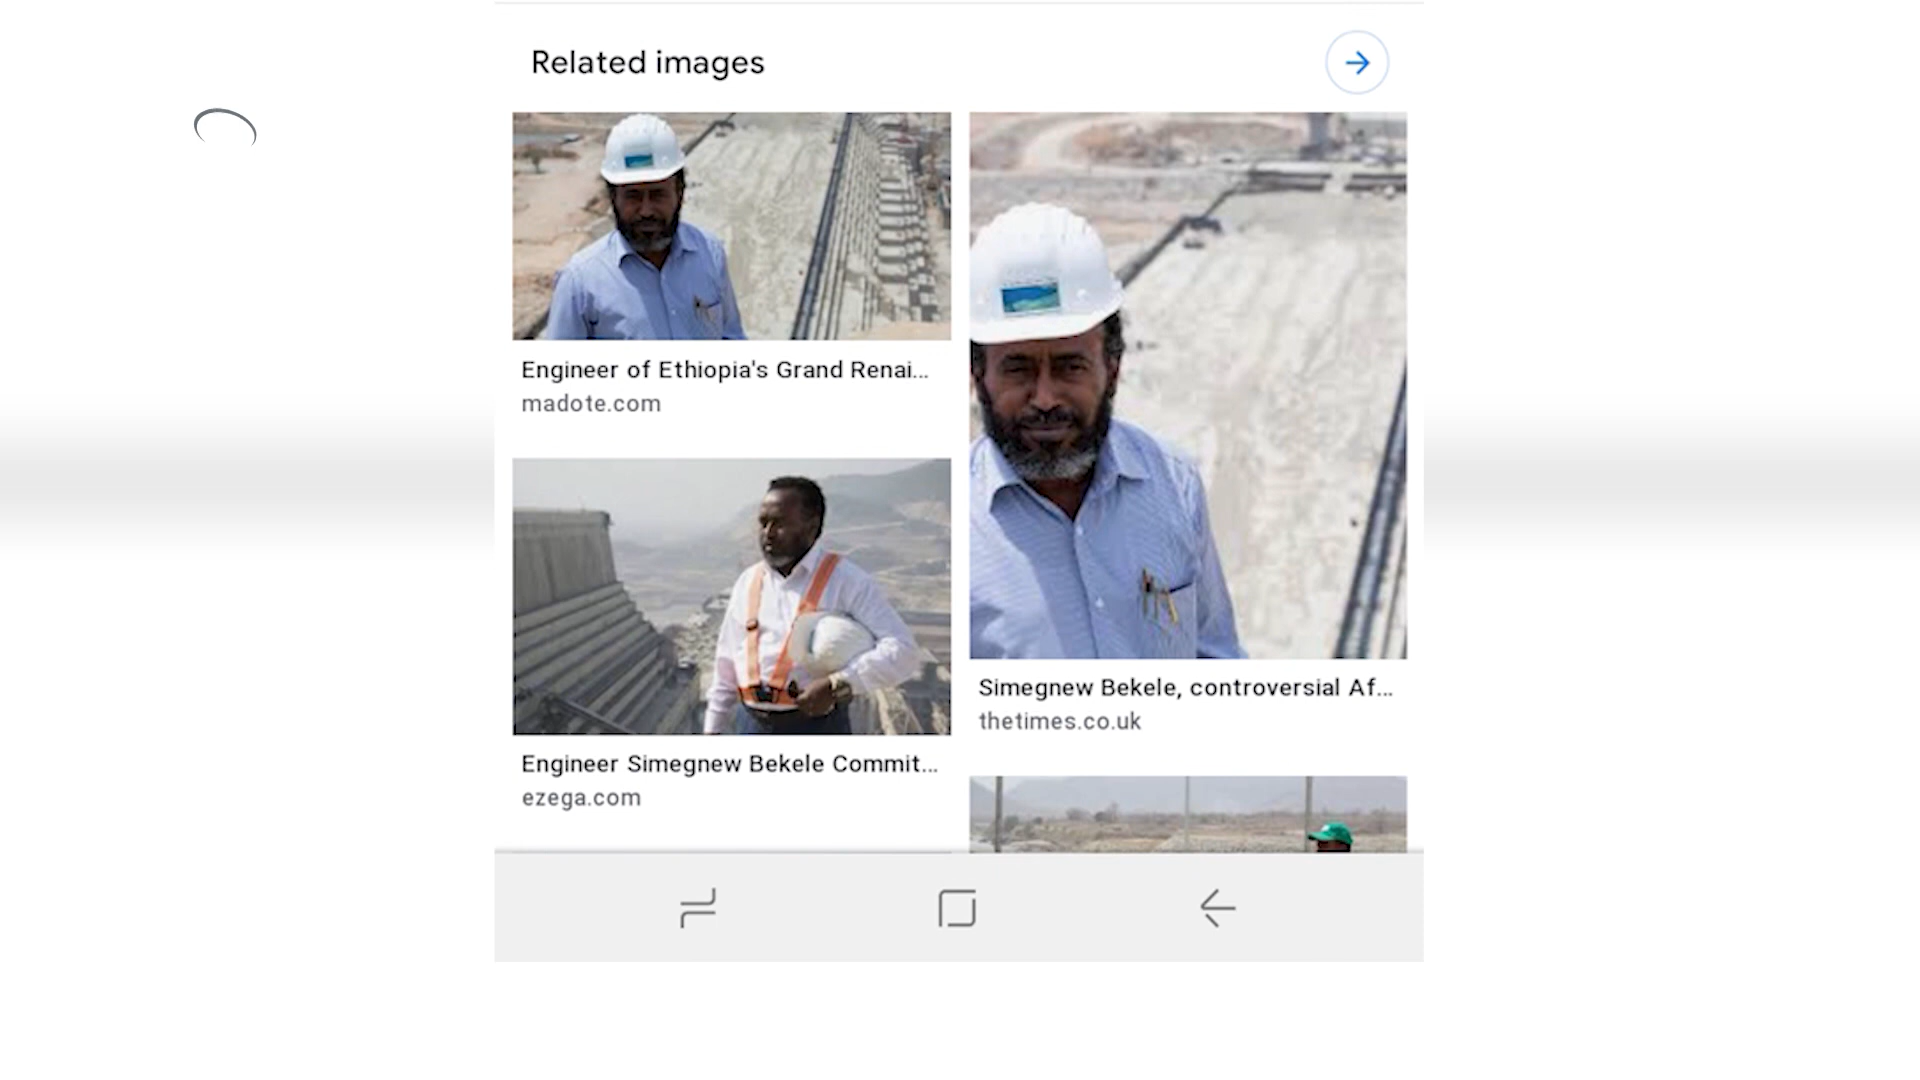 Related images
Engineer of Ethiopia's Grand Renai...
madote.com
Engineer Simegnew Bekele Commit...
ezega.com
Simegnew Bekele, controversial Af...
thetimes.co.uk